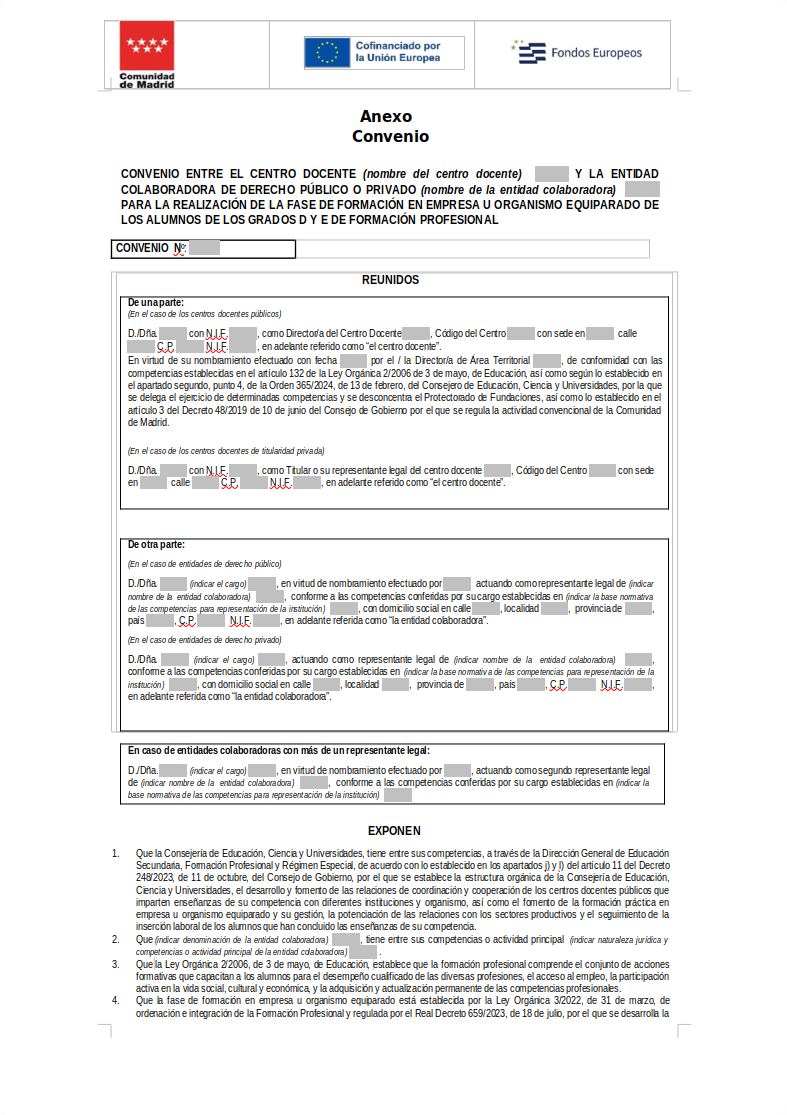 Comunidad
de Madrid
Cofinanciado por
la Unión Europea
Fondos Europeos
Anexo
Convenio
CONVENIO ENTRE EL CENTRO DOCENTE (nombre del centro docente) Y LA ENTIDAD
COLABORADORA DE DERECHO PÚBLICO O PRIVADO (nombre de la entidad colaboradora)
PARA LA REALIZACIÓN DE LA FASE DE FORMACIÓN EN EMPRESA U ORGANISMO EQUIPARADO DE
LOS ALUMNOS DE LOS GRADOS D Y E DE FORMACIÓN PROFESIONAL
CONVENIO Nº:
REUNIDOS
De una parte:
(En el caso de los centros docentes públicos)
D./Dña. con N.I.F. , como Director/a del Centro Docente , Código del Centro con sede en calle
C.P. N.I.F. , en adelante referido como “el centro docente”.
En virtud de su nombramiento efectuado con fecha por el / la Director/a de Área Territorial , de conformidad con las
competencias establecidas en el artículo 132 de la Ley Orgánica 2/2006 de 3 de mayo, de Educación, así como según lo establecido en
el apartado segundo, punto 4, de la Orden 365/2024, de 13 de febrero, del Consejero de Educación, Ciencia y Universidades, por la que
se delega el ejercicio de determinadas competencias y se desconcentra el Protectorado de Fundaciones, así como lo establecido en el
artículo 3 del Decreto 48/2019 de 10 de junio del Consejo de Gobierno por el que se regula la actividad convencional de la Comunidad
de Madrid.
(En el caso de los centros docentes de titularidad privada)
D./Dña. con N.I.F. , como Titular o su representante legal del centro docente , Código del Centro con sede
en calle C.P. N.I.F. , en adelante referido como “el centro docente”.
De otra parte:
(En el caso de entidades de derecho público)
D./Dña. (indicar el cargo) , en virtud de nombramiento efectuado por actuando como representante legal de (indicar
nombre de la entidad colaboradora) , conforme a las competencias conferidas por su cargo establecidas en (indicar la base normativa
de las competencias para representación de la institución) , con domicilio social en calle , localidad , provincia de ,
país , C.P. N.I.F. , en adelante referida como “la entidad colaboradora”.
(En el caso de entidades de derecho privado)
D./Dña. (indicar el cargo) , actuando como representante legal de (indicar nombre de la entidad colaboradora) ,
conforme a las competencias conferidas por su cargo establecidas en (indicar la base normativa de las competencias para representación de la
institución) , con domicilio social en calle , localidad , provincia de , país , C.P. N.I.F. ,
en adelante referida como “la entidad colaboradora”.
En caso de entidades colaboradoras con más de un representante legal:
D./Dña. (indicar el cargo) , en virtud de nombramiento efectuado por , actuando como segundo representante legal
de (indicar nombre de la entidad colaboradora) , conforme a las competencias conferidas por su cargo establecidas en (indicar la
base normativa de las competencias para representación de la institución)
EXPONEN
1. Que la Consejería de Educación, Ciencia y Universidades, tiene entre sus competencias, a través de la Dirección General de Educación
Secundaria, Formación Profesional y Régimen Especial, de acuerdo con lo establecido en los apartados j) y l) del artículo 11 del Decreto
248/2023, de 11 de octubre, del Consejo de Gobierno, por el que se establece la estructura orgánica de la Consejería de Educación,
Ciencia y Universidades, el desarrollo y fomento de las relaciones de coordinación y cooperación de los centros docentes públicos que
imparten enseñanzas de su competencia con diferentes instituciones y organismo, así como el fomento de la formación práctica en
empresa u organismo equiparado y su gestión, la potenciación de las relaciones con los sectores productivos y el seguimiento de la
inserción laboral de los alumnos que han concluido las enseñanzas de su competencia.
2. Que (indicar denominación de la entidad colaboradora) , tiene entre sus competencias o actividad principal (indicar naturaleza jurídica y
competencias o actividad principal de la entidad colaboradora) .
3. Que la Ley Orgánica 2/2006, de 3 de mayo, de Educación, establece que la formación profesional comprende el conjunto de acciones
formativas que capacitan a los alumnos para el desempeño cualificado de las diversas profesiones, el acceso al empleo, la participación
activa en la vida social, cultural y económica, y la adquisición y actualización permanente de las competencias profesionales.
4. Que la fase de formación en empresa u organismo equiparado está establecida por la Ley Orgánica 3/2022, de 31 de marzo, de
ordenación e integración de la Formación Profesional y regulada por el Real Decreto 659/2023, de 18 de julio, por el que se desarrolla la